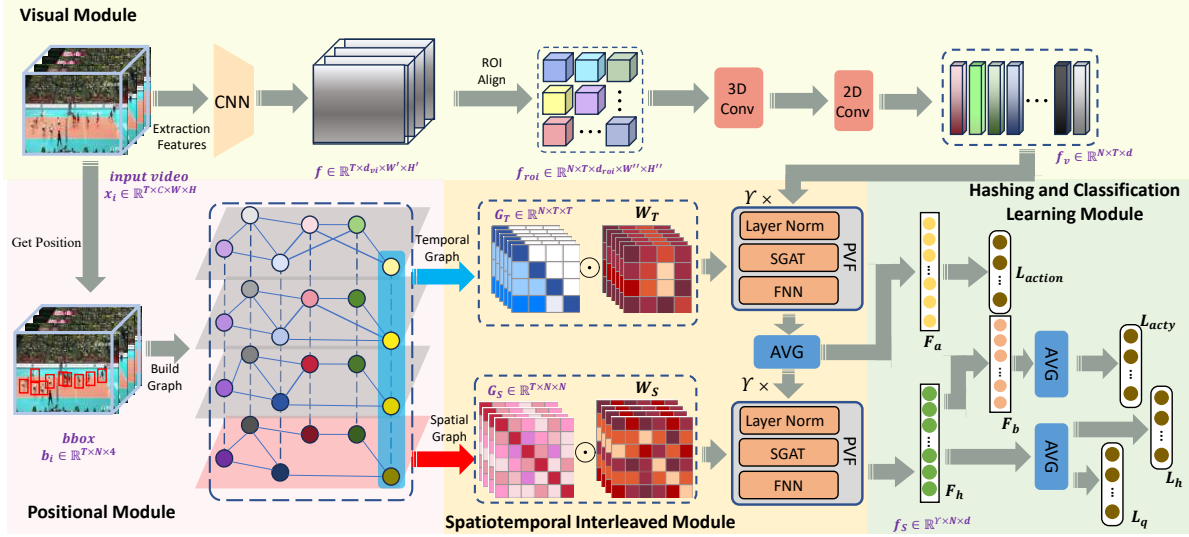 Visual Module
CNN
Extraction
Features
ROI
Align
3D
Conv
2D
Conv
input video
x_i ∈ ℝ^{T×C×W×H}
f ∈ ℝ^{T×d_{vi}×W′×H′}
f_{roi} ∈ ℝ^{N×T×d_{roi}×W″×H″}
f_v ∈ ℝ^{N×T×d}
Get Position
Build
Graph
bbox
b_i ∈ ℝ^{T×N×4}
Positional Module
Temporal
Graph
Spatial
Graph
G_T ∈ ℝ^{N×T×T}
W_T
G_S ∈ ℝ^{T×N×N}
W_S
Spatiotemporal Interleaved Module
ϒ ×
Layer Norm
SGAT
FNN
PVF
AVG
ϒ ×
Layer Norm
SGAT
FNN
PVF
Hashing and Classification
Learning Module
F_a
L_{action}
F_b
AVG
L_{acty}
F_h
AVG
L_h
L_q
f_S ∈ ℝ^{ϒ×N×d}